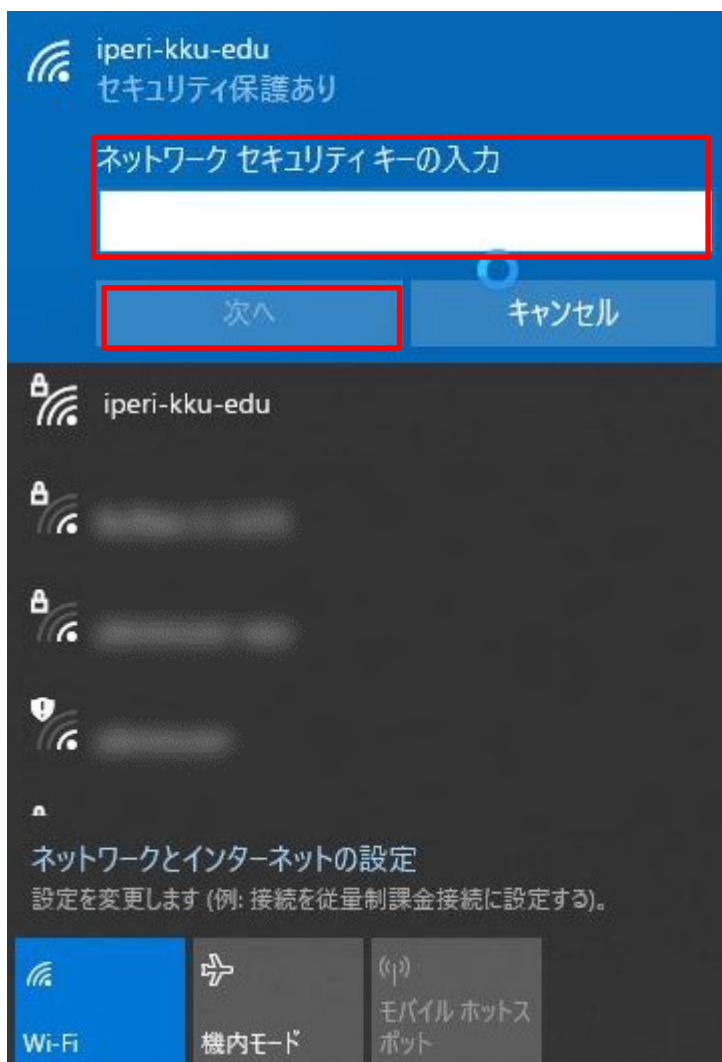 iperi-kku-edu
セキュリティ保護あり
ネットワーク セキュリティ キーの入力
次へ
キャンセル
iperi-kku-edu
ネットワークとインターネットの設定
設定を変更します (例: 接続を従量制課金接続に設定する)。
Wi-Fi
機内モード
モバイル ホットス
ポット